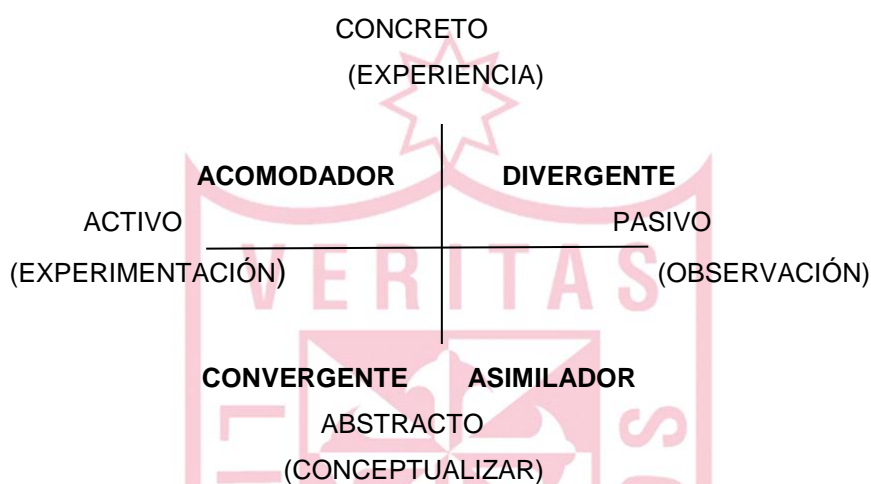 CONCRETO
(EXPERIENCIA)
ACOMODADOR DIVERGENTE
ACTIVO PASIVO
VERITAS
(EXPERIMENTACIÓN) (OBSERVACIÓN)
CONVERGENTE ASIMILADOR
ABSTRACTO
(CONCEPTUALIZAR)